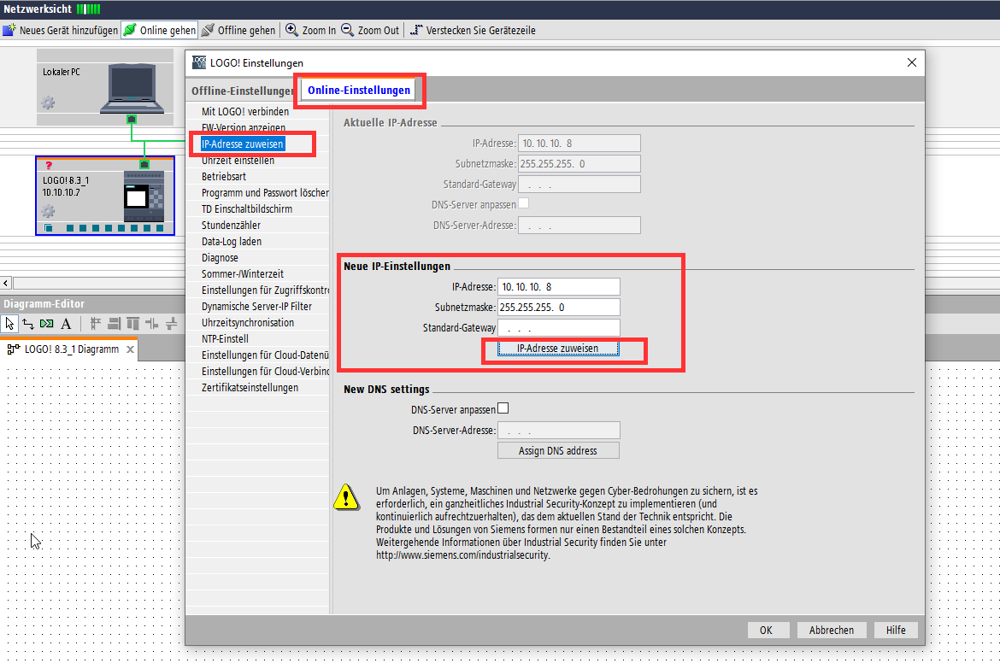 Netzwerksicht
Neues Gerät hinzufügen Online gehen Offline gehen Zoom In Zoom Out Verstecken Sie Gerätezeile
Lokaler PC
?
LOGO! 8.3_1
10.10.10.7
Diagramm-Editor
A
LOGO! 8.3_1 Diagramm
LOGO! Einstellungen
Offline-Einstellungen Online-Einstellungen
Mit LOGO! verbinden
FW-Version anzeigen
IP-Adresse zuweisen
Uhrzeit einstellen
Betriebsart
Programm und Passwort löschen
TD Einschaltbildschirm
Stundenzähler
Data-Log laden
Diagnose
Sommer-/Winterzeit
Einstellungen für Zugriffskontro
Dynamische Server-IP Filter
Uhrzeitsynchronisation
NTP-Einstell
Einstellungen für Cloud-Datenü
Einstellungen für Cloud-Verbind
Zertifikatseinstellungen
Aktuelle IP-Adresse
IP-Adresse: 10. 10. 10. 8
Subnetzmaske: 255.255.255. 0
Standard-Gateway . . .
DNS-Server anpassen
DNS-Server-Adresse: . . .
Neue IP-Einstellungen
IP-Adresse: 10. 10. 10. 8
Subnetzmaske: 255.255.255. 0
Standard-Gateway . . .
IP-Adresse zuweisen
New DNS settings
DNS-Server anpassen
DNS-Server-Adresse: . . .
Assign DNS address
Um Anlagen, Systeme, Maschinen und Netzwerke gegen Cyber-Bedrohungen zu sichern, ist es
erforderlich, ein ganzheitliches Industrial Security-Konzept zu implementieren (und
kontinuierlich aufrechtzuerhalten), das dem aktuellen Stand der Technik entspricht. Die
Produkte und Lösungen von Siemens formen nur einen Bestandteil eines solchen Konzepts.
Weitergehende Informationen über Industrial Security finden Sie unter
http://www.siemens.com/industrialsecurity.
OK Abbrechen Hilfe